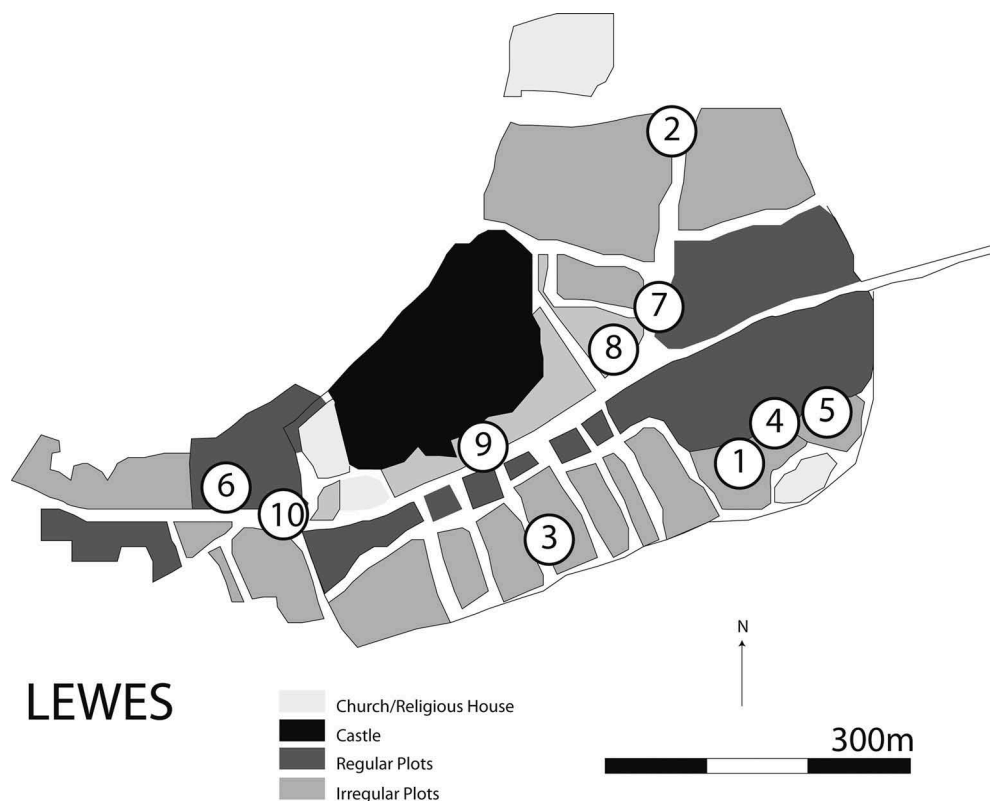 2
7
8
5
4
9
1
6
10
3
N
LEWES
Church/Religious House
Castle
Regular Plots
Irregular Plots
300m